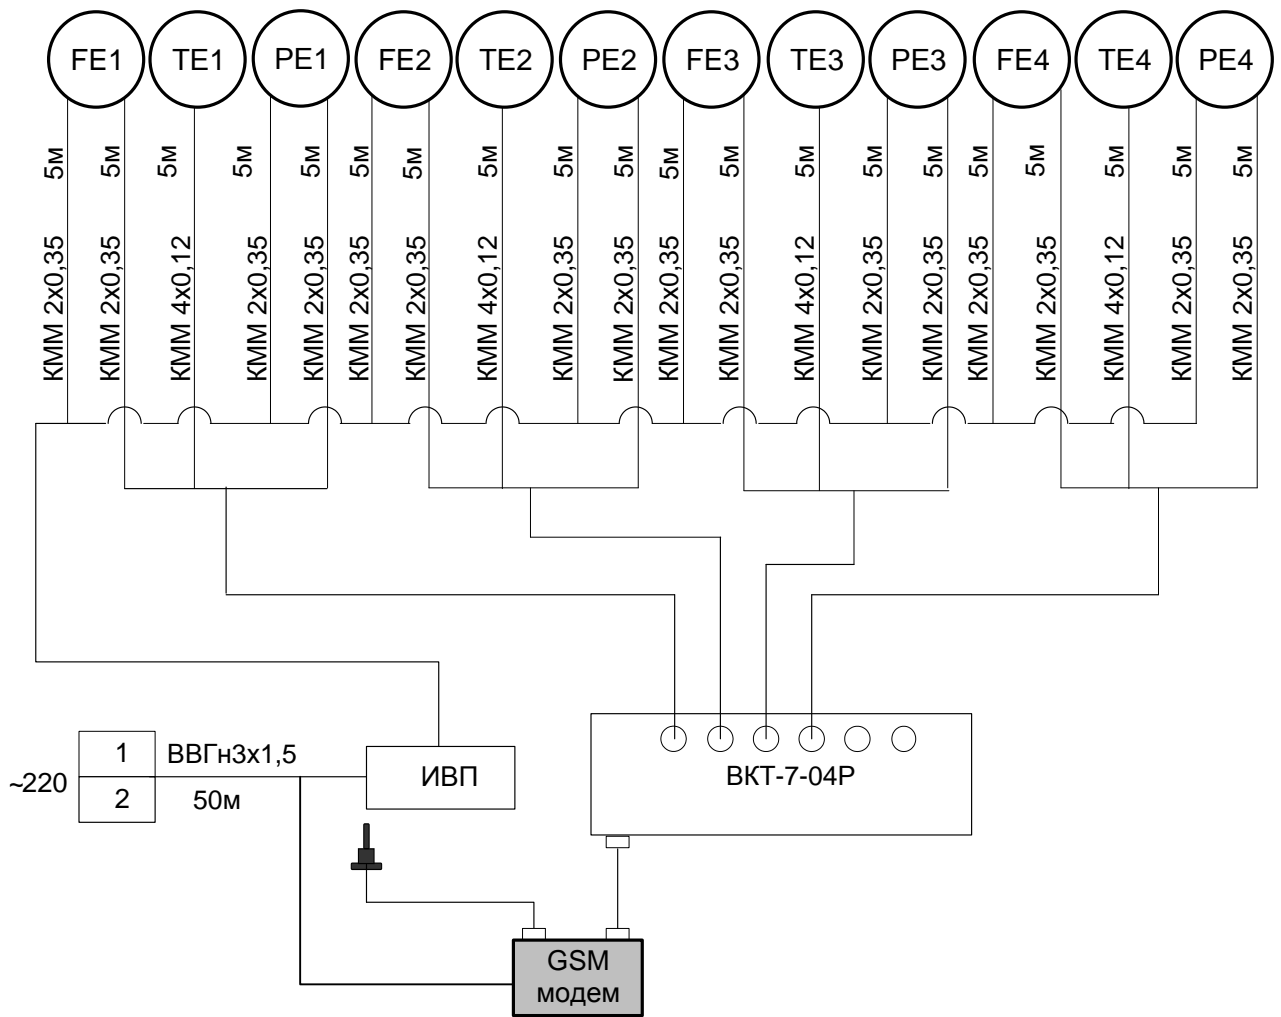 FE1 TE1 PE1 FE2 TE2 PE2 FE3 TE3 PE3 FE4 TE4 PE4
5м 5м 5м 5м 5м 5м 5м 5м 5м 5м 5м 5м 5м 5м 5м 5м 5м 5м 5м 5м
КММ 2х0,35
КММ 2х0,35
КММ 4х0,12
КММ 2х0,35
КММ 2х0,35
КММ 2х0,35
КММ 2х0,35
КММ 4х0,12
КММ 2х0,35
КММ 2х0,35
КММ 2х0,35
КММ 2х0,35
КММ 4х0,12
КММ 2х0,35
КММ 2х0,35
КММ 2х0,35
КММ 2х0,35
КММ 4х0,12
КММ 2х0,35
КММ 2х0,35
~220
1
2
ВВГн3х1,5
50м
ИВП
ВКТ-7-04Р
GSM
модем